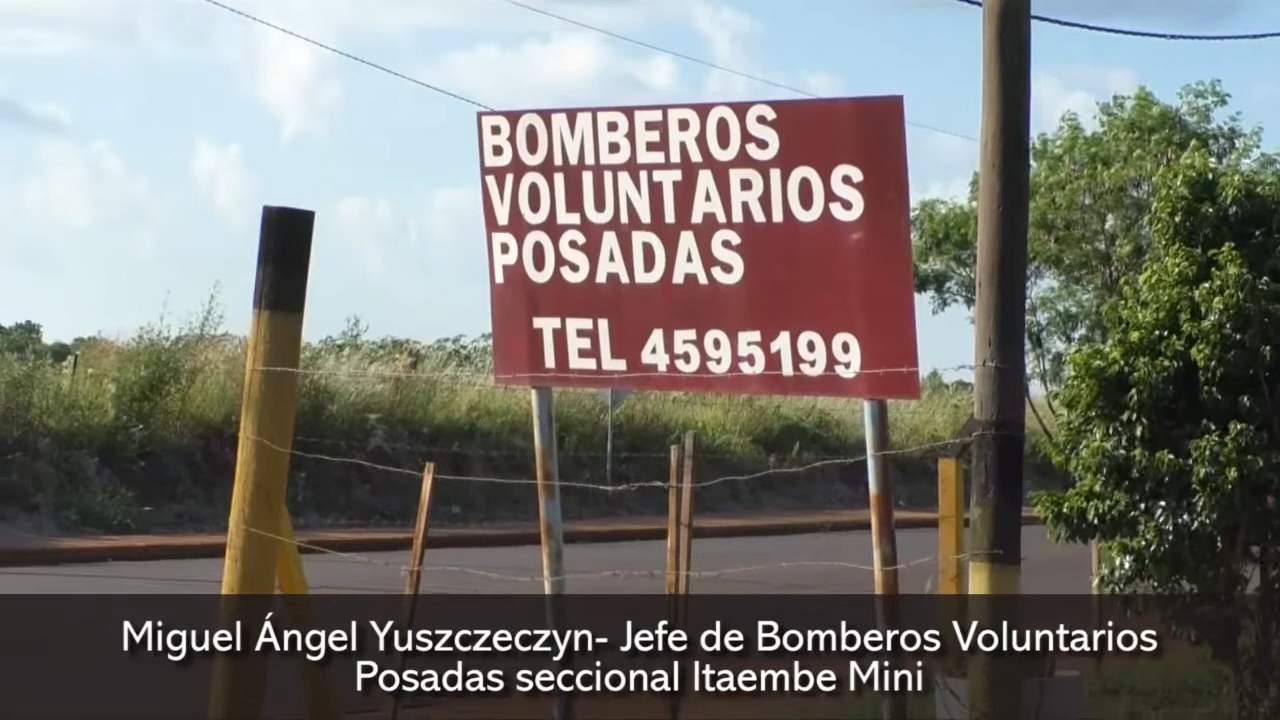 BOMBEROS
VOLUNTARIOS
POSADAS
TEL 4595199
Miguel Ángel Yuszczeczyn- Jefe de Bomberos Voluntarios
Posadas seccional Itaembe Mini